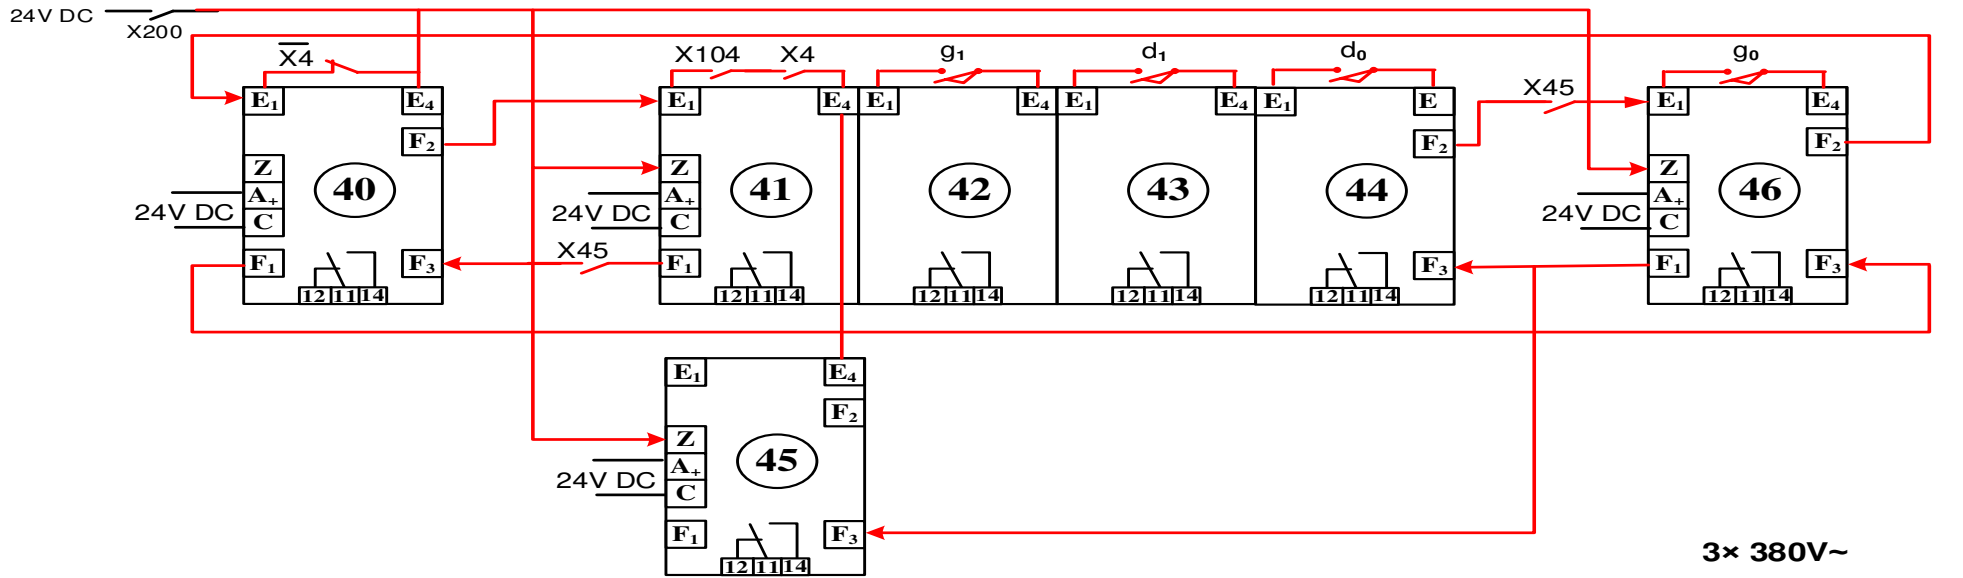 24V DC
X200
X4
X104 X4 g₁ d₁ d₀ g₀
E₁ E₄ E₁ E₄ E₁ E₄ E₁ E₄ E₁ E X45 E₁ E₄
F₂ F₂ F₂
Z Z Z
40 41 42 43 44 46
A₊ A₊ A₊
24V DC C 24V DC C 24V DC C
X45
F₁ F₃ F₁ F₃ F₁ F₃
12 11 14 12 11 14 12 11 14 12 11 14 12 11 14 12 11 14
E₁ E₄
F₂
Z
45
A₊
24V DC C
F₁ F₃
12 11 14
3× 380V~